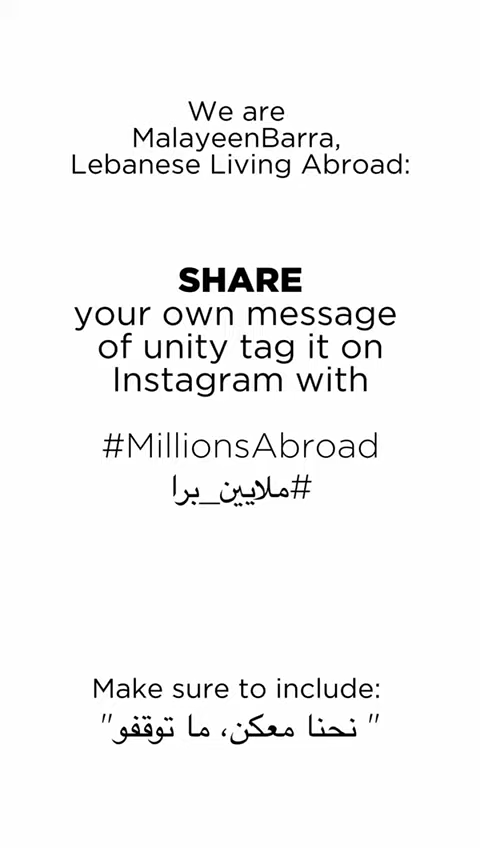 We are
MalayeenBarra,
Lebanese Living Abroad:
SHARE
your own message
of unity tag it on
Instagram with
#MillionsAbroad
#ملايين_برا
Make sure to include:
" نحنا معكن، ما توقفو"